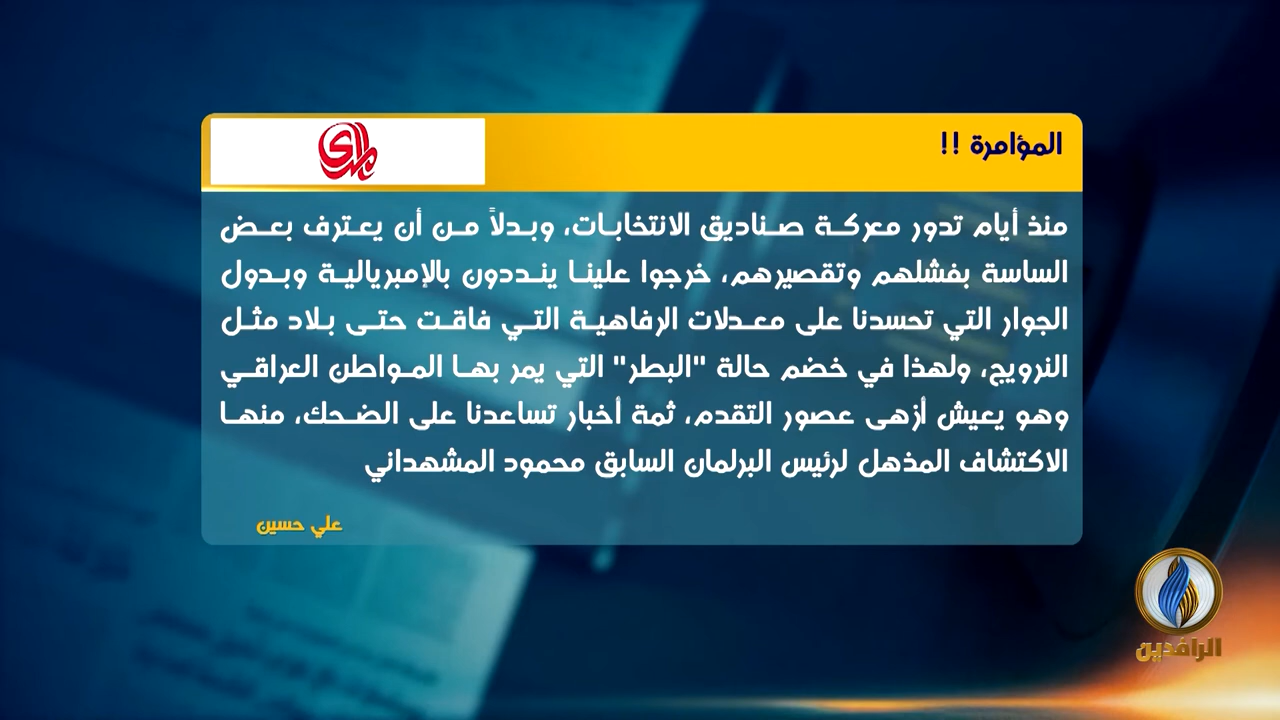 المؤامرة !!
المدى
منذ أيام تدور معركة صناديق الانتخابات، وبدلاً من أن يعترف بعض
الساسة بفشلهم وتقصيرهم، خرجوا علينا ينددون بالإمبريالية وبدول
الجوار التي تحسدنا على معدلات الرفاهية التي فاقت حتى بلاد مثل
النرويج، ولهذا في خضم حالة "البطر" التي يمر بها المواطن العراقي
وهو يعيش أزهى عصور التقدم، ثمة أخبار تساعدنا على الضحك، منها
الاكتشاف المذهل لرئيس البرلمان السابق محمود المشهداني
علي حسين
الرافدين